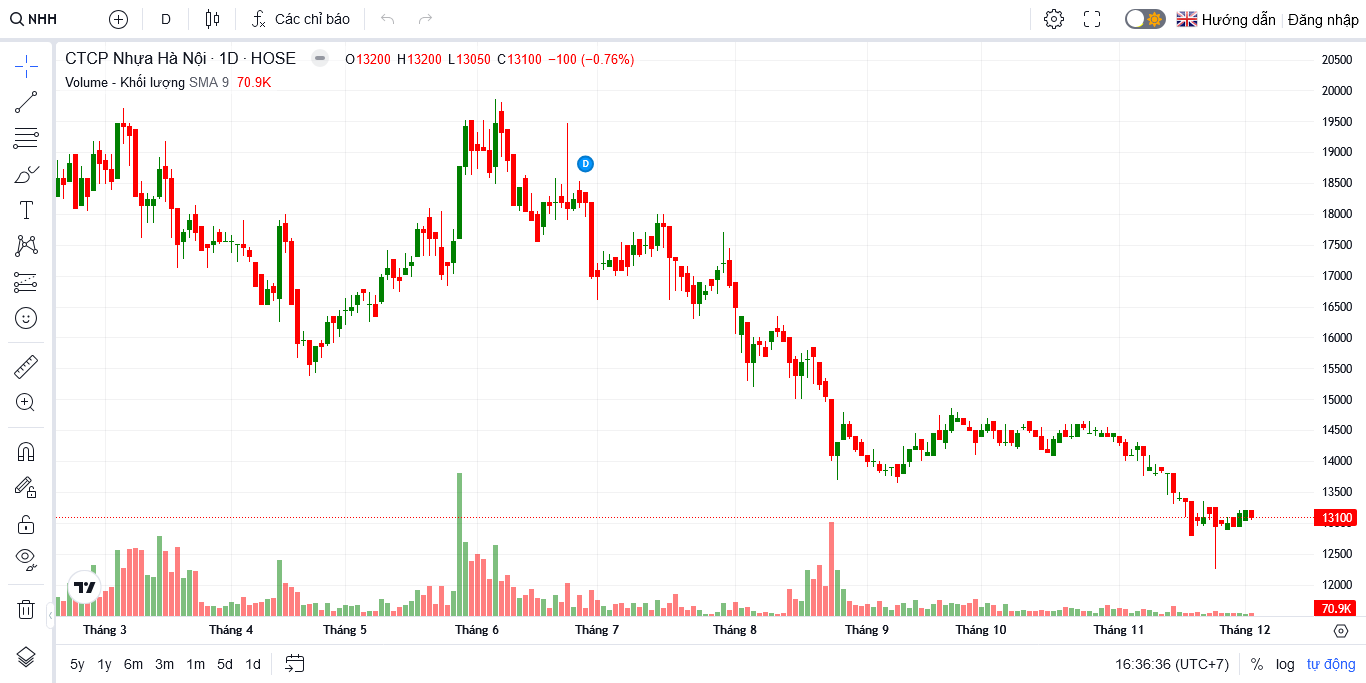 NHH D Các chỉ báo Hướng dẫn Đăng nhập
CTCP Nhựa Hà Nội · 1D · HOSE O13200 H13200 L13050 C13100 −100 (−0.76%)
Volume - Khối lượng SMA 9 70.9K
D
20500
20000
19500
19000
18500
18000
17500
17000
16500
16000
15500
15000
14500
14000
13500
13100
12500
12000
70.9K
Tháng 3 Tháng 4 Tháng 5 Tháng 6 Tháng 7 Tháng 8 Tháng 9 Tháng 10 Tháng 11 Tháng 12
5y 1y 6m 3m 1m 5d 1d 16:36:36 (UTC+7) % log tự động